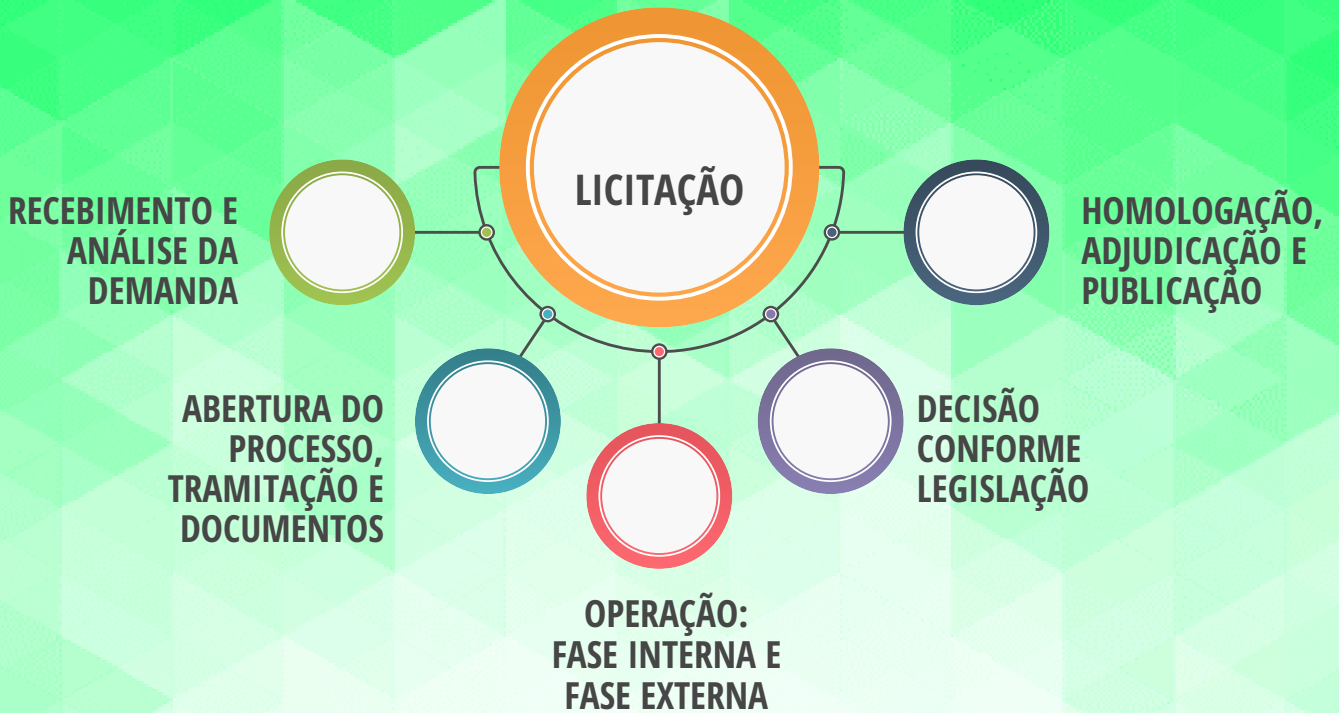 LICITAÇÃO
RECEBIMENTO E
ANÁLISE DA
DEMANDA
ABERTURA DO
PROCESSO,
TRAMITAÇÃO E
DOCUMENTOS
OPERAÇÃO:
FASE INTERNA E
FASE EXTERNA
DECISÃO
CONFORME
LEGISLAÇÃO
HOMOLOGAÇÃO,
ADJUDICAÇÃO E
PUBLICAÇÃO